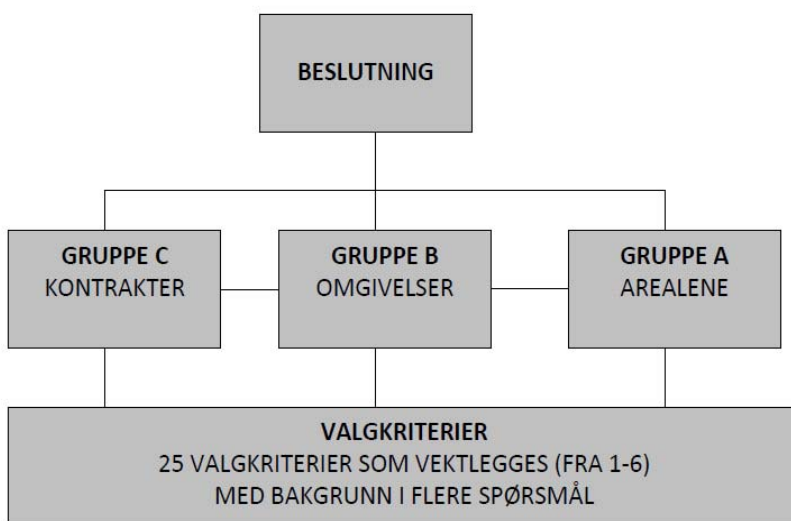 BESLUTNING
GRUPPE C
KONTRAKTER
GRUPPE B
OMGIVELSER
GRUPPE A
AREALENE
VALGKRITERIER
25 VALGKRITERIER SOM VEKTLEGGES (FRA 1-6)
MED BAKGRUNN I FLERE SPØRSMÅL